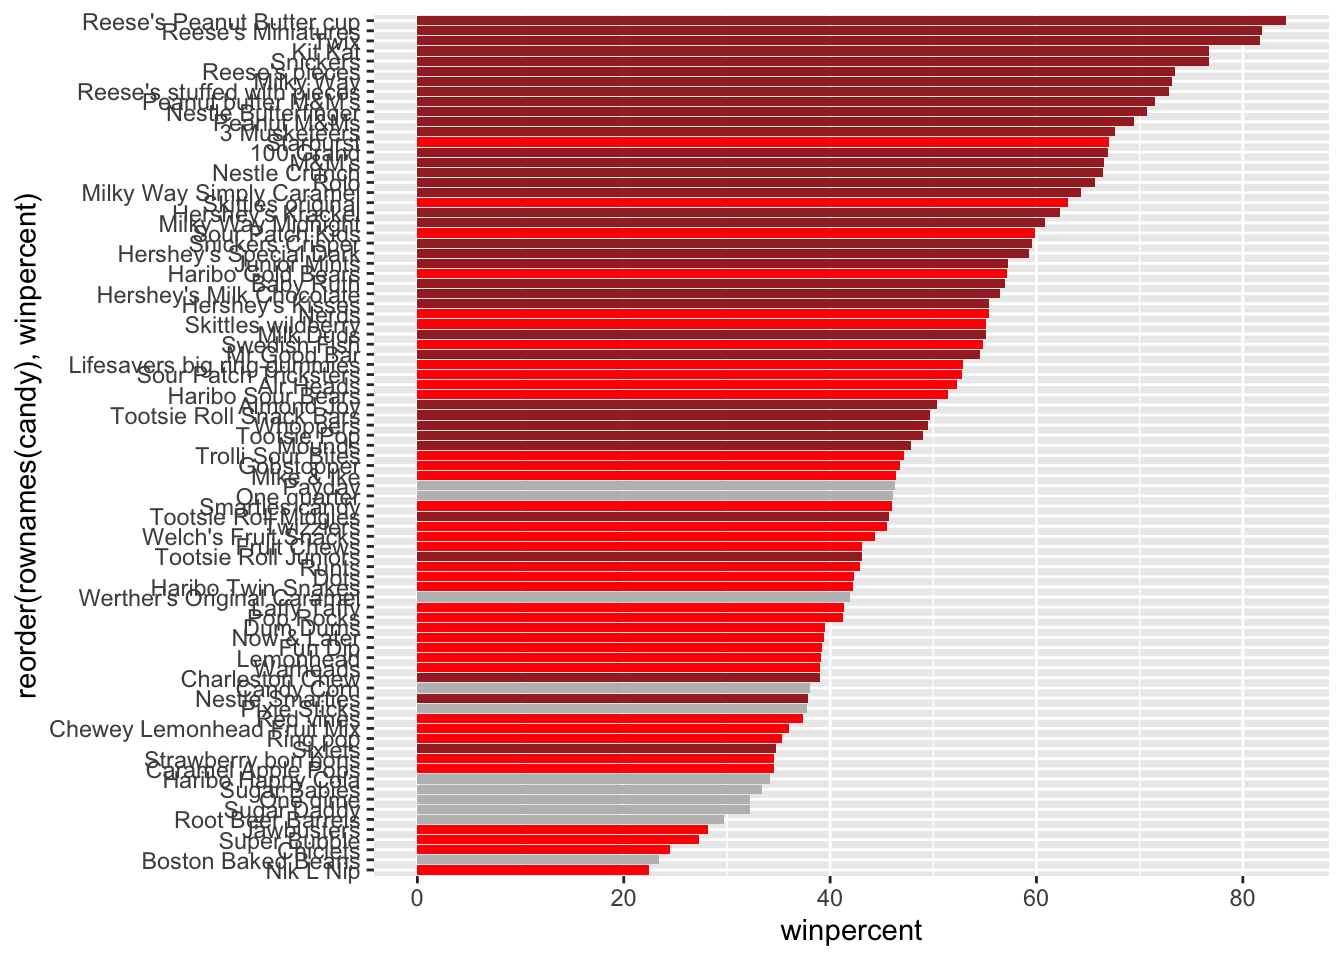 reorder(rownames(candy), winpercent)
Reese's Peanut Butter cup
Reese's Miniatures
Twix
Kit Kat
Snickers
Reese's pieces
Milky Way
Reese's stuffed with pieces
Peanut butter M&M's
Nestle Butterfinger
Peanut M&Ms
3 Musketeers
Starburst
100 Grand
M&M's
Nestle Crunch
Rolo
Milky Way Simply Caramel
Skittles original
Hershey's Krackel
Milky Way Midnight
Sour Patch Kids
Snickers Crisper
Hershey's Special Dark
Junior Mints
Haribo Gold Bears
Baby Ruth
Hershey's Milk Chocolate
Hershey's Kisses
Nerds
Skittles wildberry
Milk Duds
Swedish Fish
Mr Good Bar
Lifesavers big ring gummies
Sour Patch Tricksters
Air Heads
Haribo Sour Bears
Almond Joy
Tootsie Roll Snack Bars
Whoppers
Tootsie Pop
Mounds
Trolli Sour Bites
Gobstopper
Mike & Ike
Payday
One quarter
Smarties candy
Tootsie Roll Midgies
Twizzlers
Welch's Fruit Snacks
Fruit Chews
Tootsie Roll Juniors
Runts
Dots
Haribo Twin Snakes
Werther's Original Caramel
Laffy Taffy
Pop Rocks
Dum Dums
Now & Later
Fun Dip
Lemonhead
Warheads
Charleston Chew
Candy Corn
Nestle Smarties
Pixie Sticks
Red vines
Chewey Lemonhead Fruit Mix
Ring pop
Sixlets
Strawberry bon bons
Caramel Apple Pops
Haribo Happy Cola
Sugar Babies
One dime
Sugar Daddy
Root Beer Barrels
Jawbusters
Super Bubble
Chiclets
Boston Baked Beans
Nik L Nip
0 20 40 60 80
winpercent